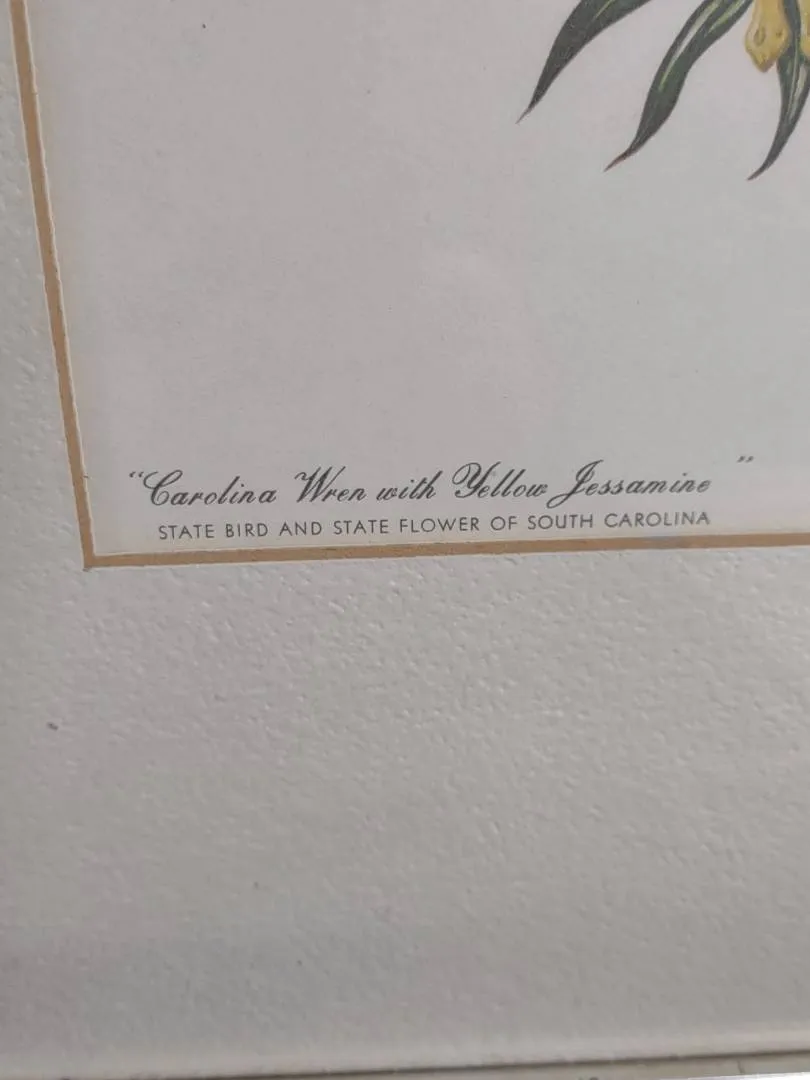 “Carolina Wren with Yellow Jessamine”
STATE BIRD AND STATE FLOWER OF SOUTH CAROLINA